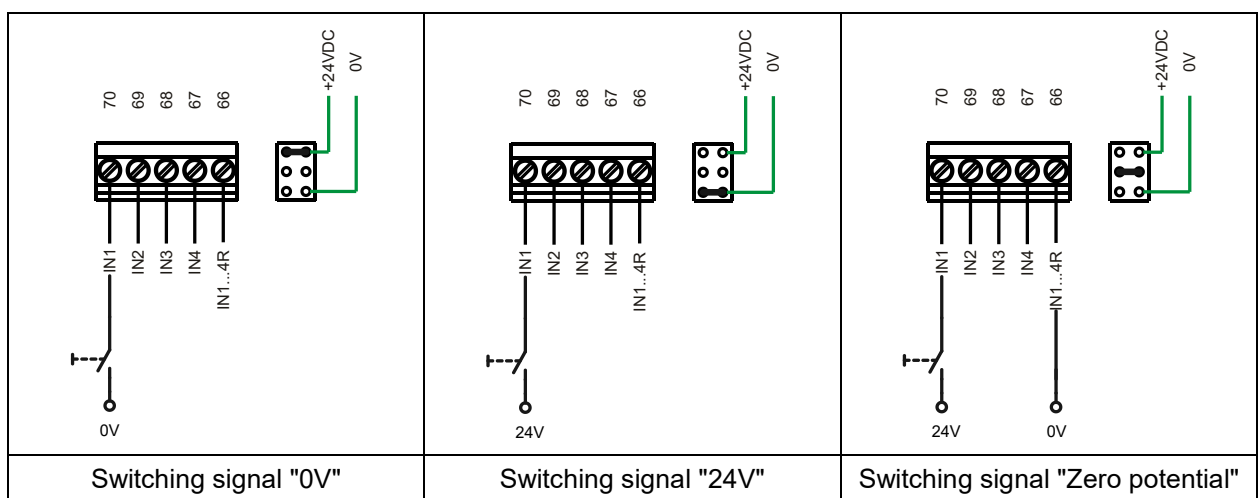 +24VDC
0V
70
69
68
67
66
IN1
IN2
IN3
IN4
IN1...4R
0V
Switching signal "0V"
+24VDC
0V
70
69
68
67
66
IN1
IN2
IN3
IN4
IN1...4R
24V
Switching signal "24V"
+24VDC
0V
70
69
68
67
66
IN1
IN2
IN3
IN4
IN1...4R
24V
0V
Switching signal "Zero potential"